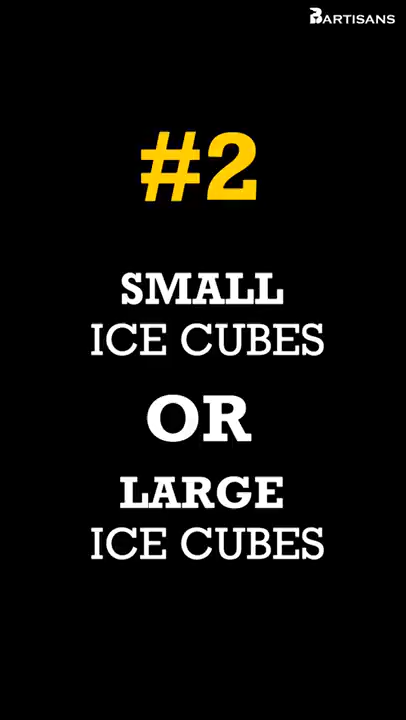 BARTISANS
#2
SMALL
ICE CUBES
OR
LARGE
ICE CUBES